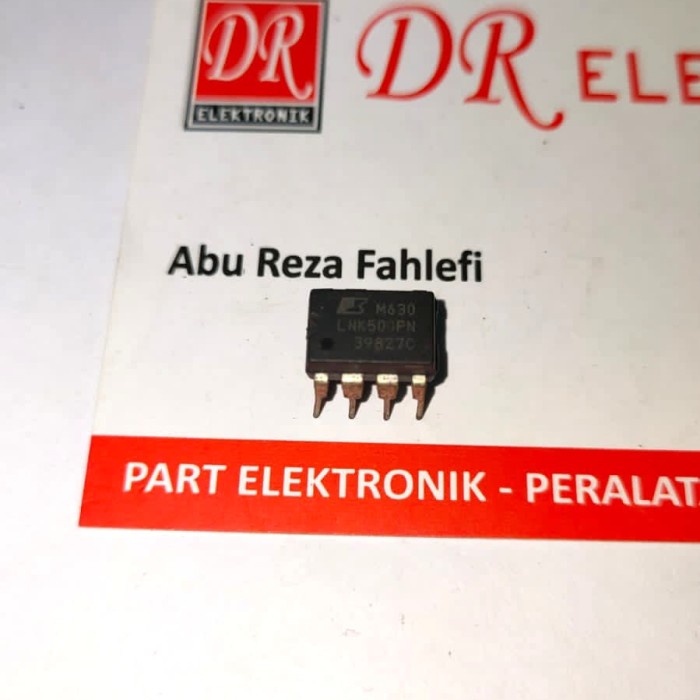 DR
ELEKTRONIK
DR ELE
Abu Reza Fahlefi
M630
LNK500PN
39827C
PART ELEKTRONIK - PERALAT